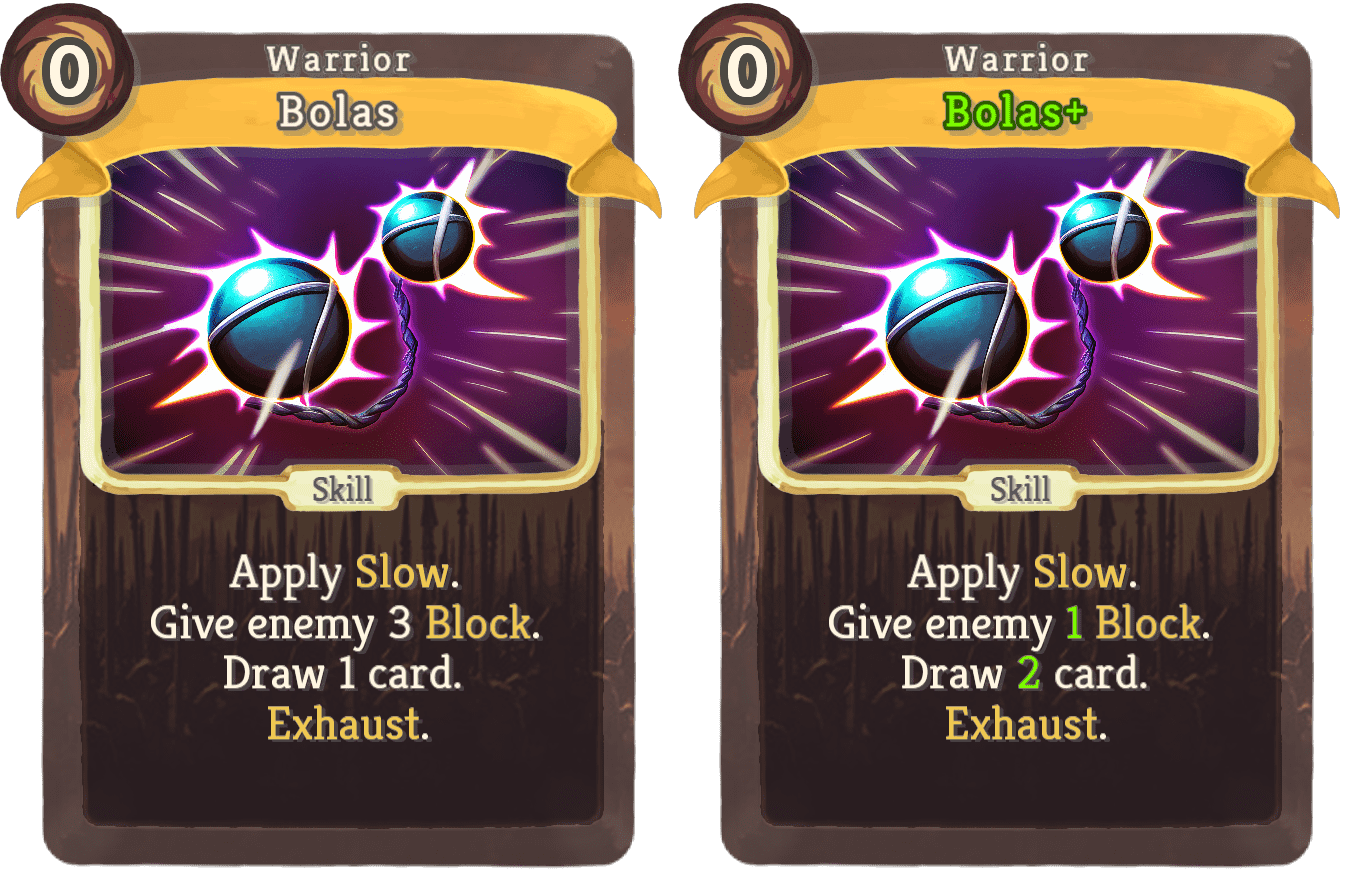 0
Warrior
Bolas
Skill
Apply Slow.
Give enemy 3 Block.
Draw 1 card.
Exhaust.
0
Warrior
Bolas+
Skill
Apply Slow.
Give enemy 1 Block.
Draw 2 card.
Exhaust.